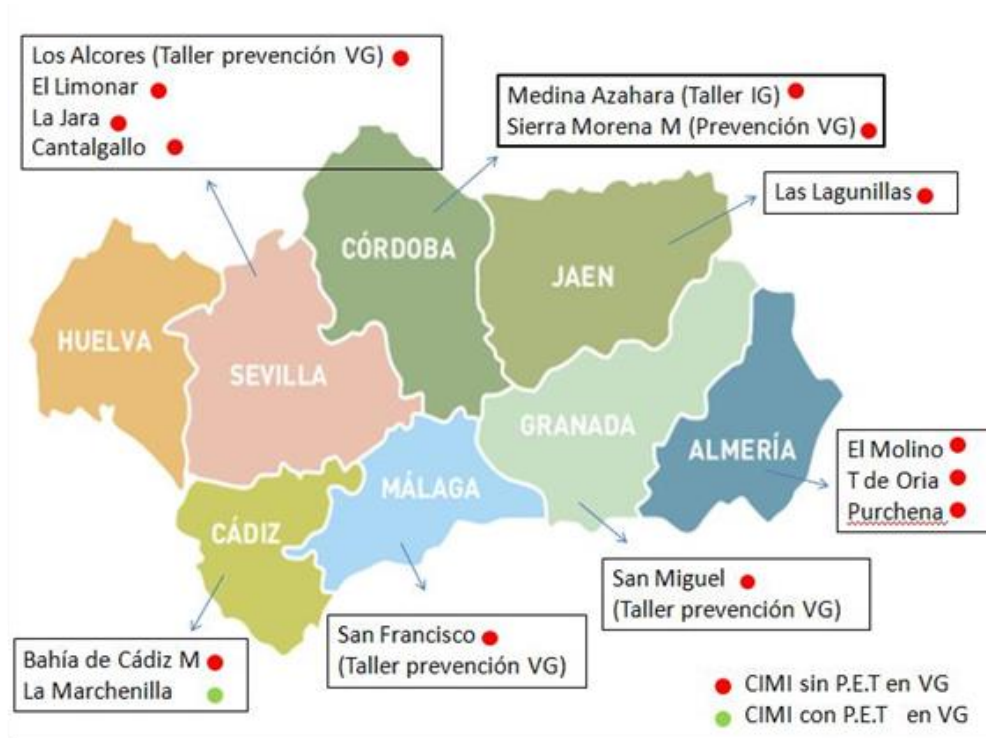 Los Alcores (Taller prevención VG)
El Limonar
La Jara
Cantalgallo
Medina Azahara (Taller IG)
Sierra Morena M (Prevención VG)
Las Lagunillas
CÓRDOBA
JAEN
HUELVA
SEVILLA
GRANADA
ALMERÍA
MÁLAGA
CÁDIZ
El Molino
T de Oria
Purchena
San Miguel
(Taller prevención VG)
San Francisco
(Taller prevención VG)
Bahía de Cádiz M
La Marchenilla
CIMI sin P.E.T en VG
CIMI con P.E.T en VG